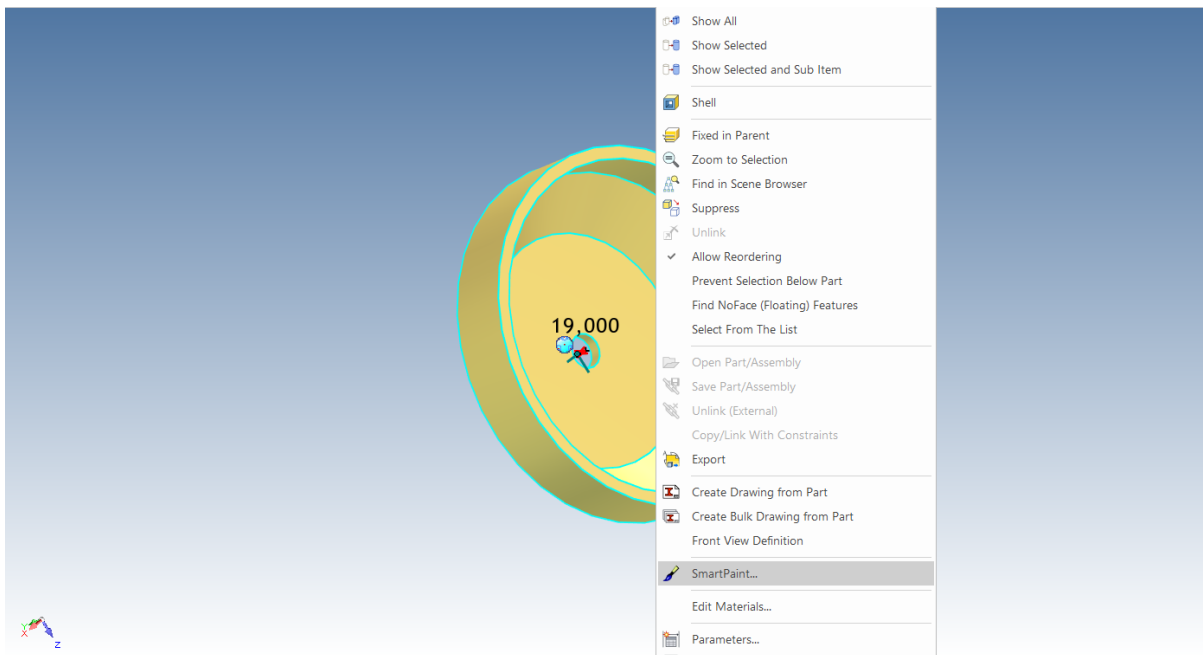 Show All
Show Selected
Show Selected and Sub Item
Shell
Fixed in Parent
Zoom to Selection
Find in Scene Browser
Suppress
Unlink
Allow Reordering
Prevent Selection Below Part
Find NoFace (Floating) Features
Select From The List
Open Part/Assembly
Save Part/Assembly
Unlink (External)
Copy/Link With Constraints
Export
Create Drawing from Part
Create Bulk Drawing from Part
Front View Definition
SmartPaint...
Edit Materials...
Parameters...
19,000
Y
X
Z